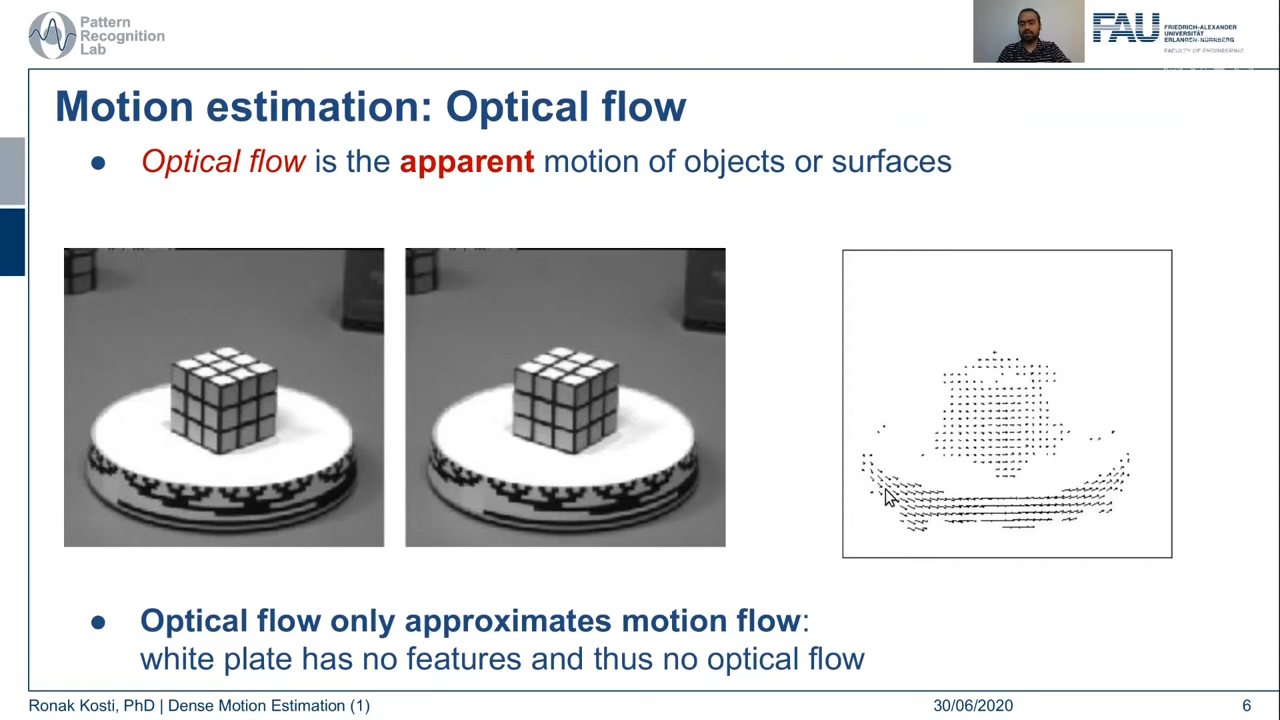 Pattern
Recognition
Lab
FAU
FRIEDRICH-ALEXANDER
UNIVERSITÄT
ERLANGEN-NÜRNBERG
FACULTY OF ENGINEERING
Motion estimation: Optical flow
● Optical flow is the apparent motion of objects or surfaces
● Optical flow only approximates motion flow:
white plate has no features and thus no optical flow
Ronak Kosti, PhD | Dense Motion Estimation (1)
30/06/2020
6